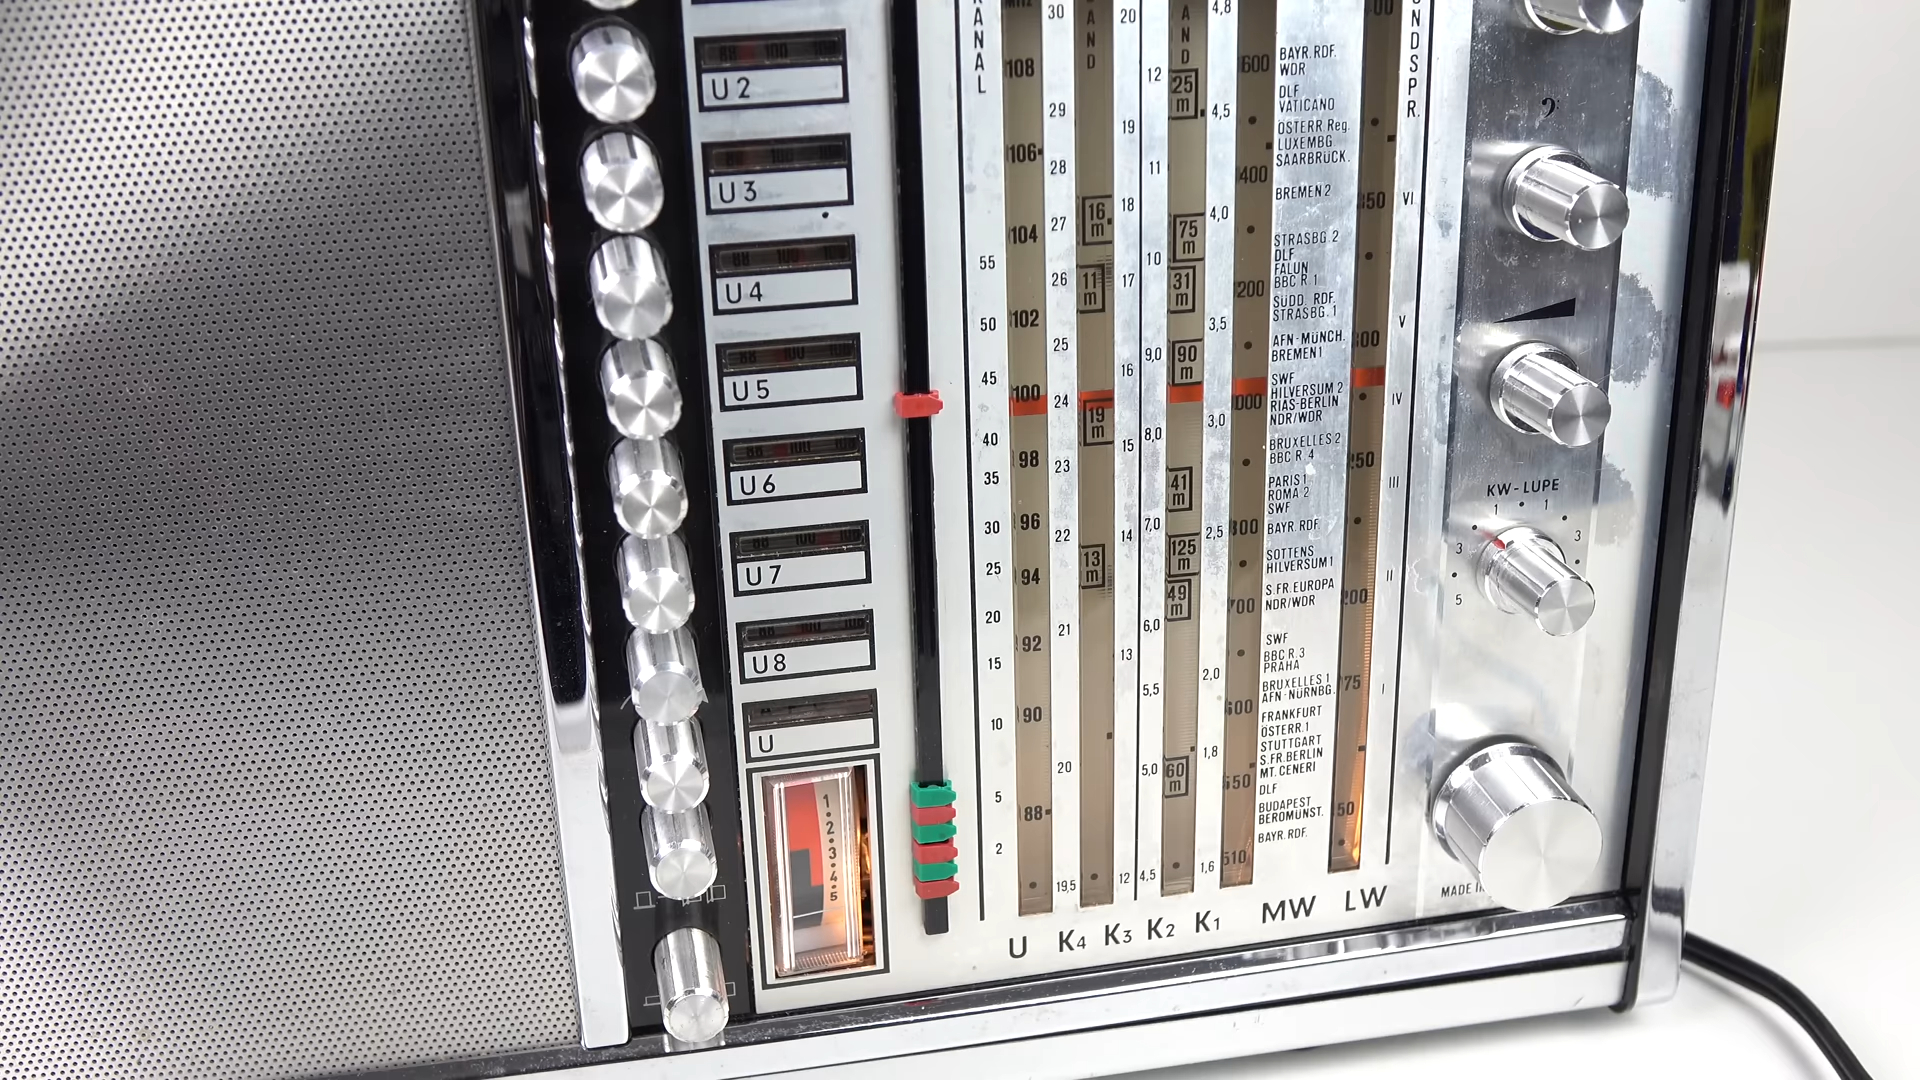 U 2
U 3
U 4
U 5
U 6
U 7
U 8
U
1
2
3
4
5
KANAL
55
50
45
40
35
30
25
20
15
10
5
2
MHz
108
106
104
102
100
98
96
94
92
90
88
30
29
28
27
26
25
24
23
22
21
20
19,5
BAND
16 m
11 m
19 m
13 m
20
19
18
17
16
15
14
13
12
12
11
10
9,0
8,0
7,0
6,0
5,5
5,0
4,5
BAND
25 m
75 m
31 m
90 m
41 m
125 m
49 m
60 m
4,8
4,5
4,0
3,5
3,0
2,5
2,0
1,8
1,6
600
400
200
000
800
700
600
550
510
BAYR. RDF.
WDR
DLF
VATICANO
ÖSTERR. Reg.
LUXEMBG.
SAARBRÜCK.
BREMEN 2
STRASBG. 2
DLF
FALUN
BBC R. 1
SÜDD. RDF.
STRASBG. 1
AFN-MÜNCH.
BREMEN 1
SWF
HILVERSUM 2
RIAS-BERLIN
NDR/WDR
BRUXELLES 2
BBC R. 4
PARIS 1
ROMA 2
SWF
BAYR. RDF.
SOTTENS
HILVERSUM 1
S.FR. EUROPA
NDR/WDR
SWF
BBC R. 3
PRAHA
BRUXELLES 1
AFN-NÜRNBG.
FRANKFURT
ÖSTERR. 1
STUTTGART
S.FR. BERLIN
MT. CENERI
DLF
BUDAPEST
BEROMÜNST.
BAYR. RDF.
350
300
250
200
175
150
NDSPR.
VI
V
IV
III
II
I
U K4 K3 K2 K1 MW LW
KW-LUPE
1 1
3 3
5
MADE